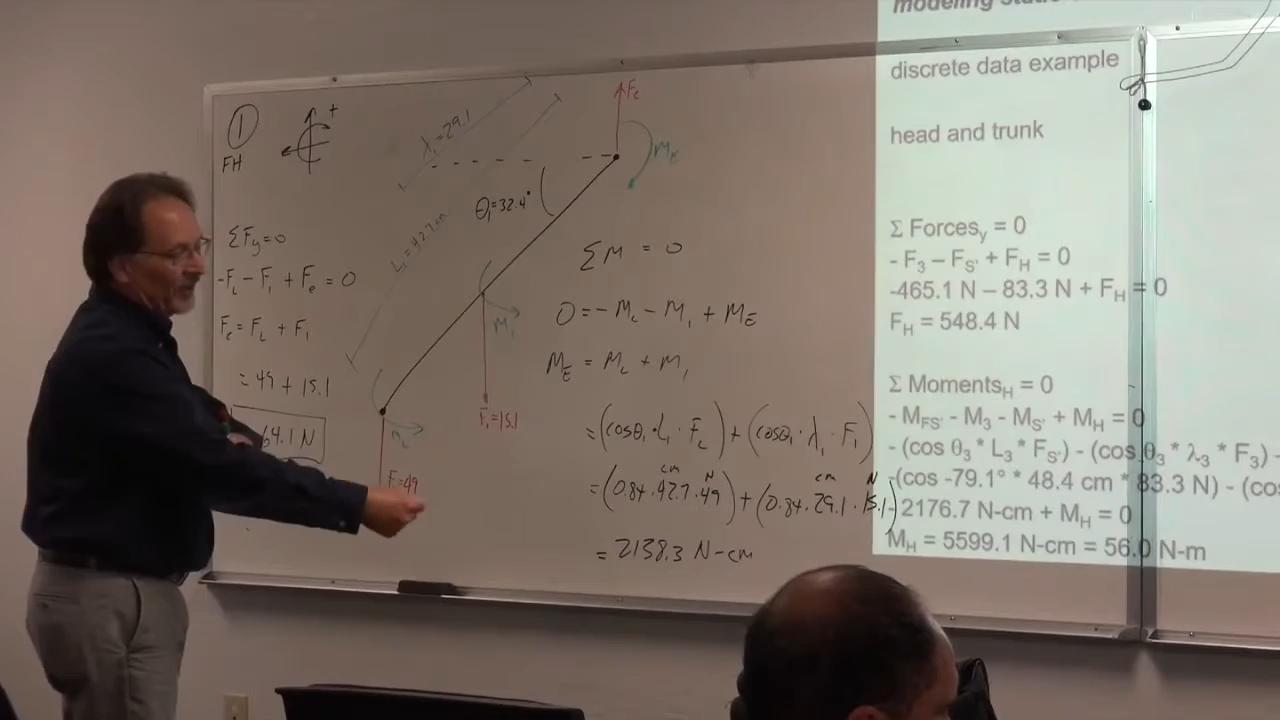 ① +
FH
ΣFy=0
-FL - F1 + Fe = 0
Fe = FL + F1
= 49 + 15.1
64.1 N
λ1=29.1
L1=42.7cm
θ1=32.4°
FE
ME
M1
F1=15.1
ML
FL=49
ΣM = 0
0 = -ML - M1 + ME
ME = ML + M1
=(cosθ1·L1·FL)+(cosθ1·λ1·F1)
cm N cm N
=(0.84·42.7·49)+(0.84·29.1·15.1)
= 2138.3 N-cm
modeling
discrete data example
head and trunk
Σ Forcesy = 0
- F3 – FS' + FH = 0
-465.1 N – 83.3 N + FH = 0
FH = 548.4 N
Σ MomentsH = 0
- MFS' - M3 - MS' + MH = 0
- (cos θ3 * L3* FS') - (cos θ3 * λ3 * F3) -
-(cos -79.1° * 48.4 cm * 83.3 N) - (cos
- 2176.7 N-cm + MH = 0
MH = 5599.1 N-cm = 56.0 N-m